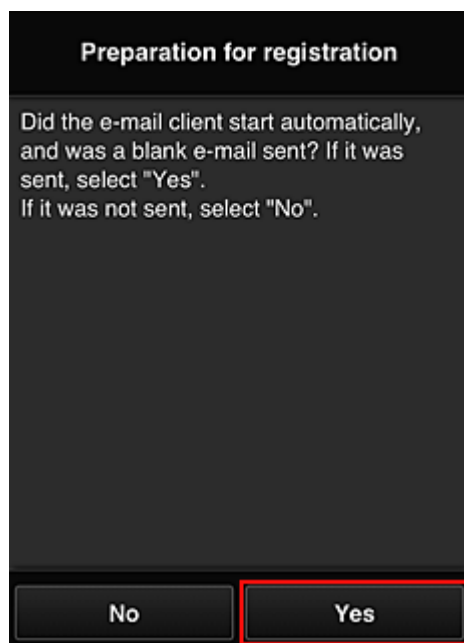 Preparation for registration
Did the e-mail client start automatically,
and was a blank e-mail sent? If it was
sent, select "Yes".
If it was not sent, select "No".
No
Yes